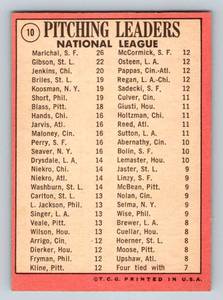 10
PITCHING LEADERS
NATIONAL LEAGUE
Marichal, S. F. 26 McCormick, S. F. 12
Gibson, St. L. 22 Osteen, L. A. 12
Jenkins, Chi. 20 Pappas, Cin.-Atl. 12
Briles, St. L. 19 Regan, L.A.-Chi. 12
Koosman, N. Y. 19 Sadecki, S. F. 12
Short, Phil. 19 Culver, Cin. 11
Blass, Pitt. 18 Giusti, Hou. 11
Hands, Chi. 16 Holtzman, Chi. 11
Jarvis, Atl. 16 Reed, Atl. 11
Maloney, Cin. 16 Sutton, L. A. 11
Perry, S. F. 16 Abernathy, Cin. 10
Seaver, N. Y. 16 Bolin, S. F. 10
Drysdale, L. A. 14 Lemaster, Hou. 10
Niekro, Chi. 14 Jaster, St. L. 9
Niekro, Atl. 14 Linzy, S. F. 9
Washburn, St. L. 14 McBean, Pitt. 9
Carlton, St. L. 13 Nolan, Cin. 9
L. Jackson, Phil. 13 Selma, N. Y. 9
Singer, L. A. 13 Wise, Phil. 9
Veale, Pitt. 13 Brewer, L. A. 8
Wilson, Hou. 13 Cuellar, Hou. 8
Arrigo, Cin. 12 Hoerner, St. L. 8
Dierker, Hou. 12 Moose, Pitt. 8
Fryman, Phil. 12 Upshaw, Atl. 8
Kline, Pitt. 12 Four tied with 7
© T. C. G. PRINTED IN U. S. A.